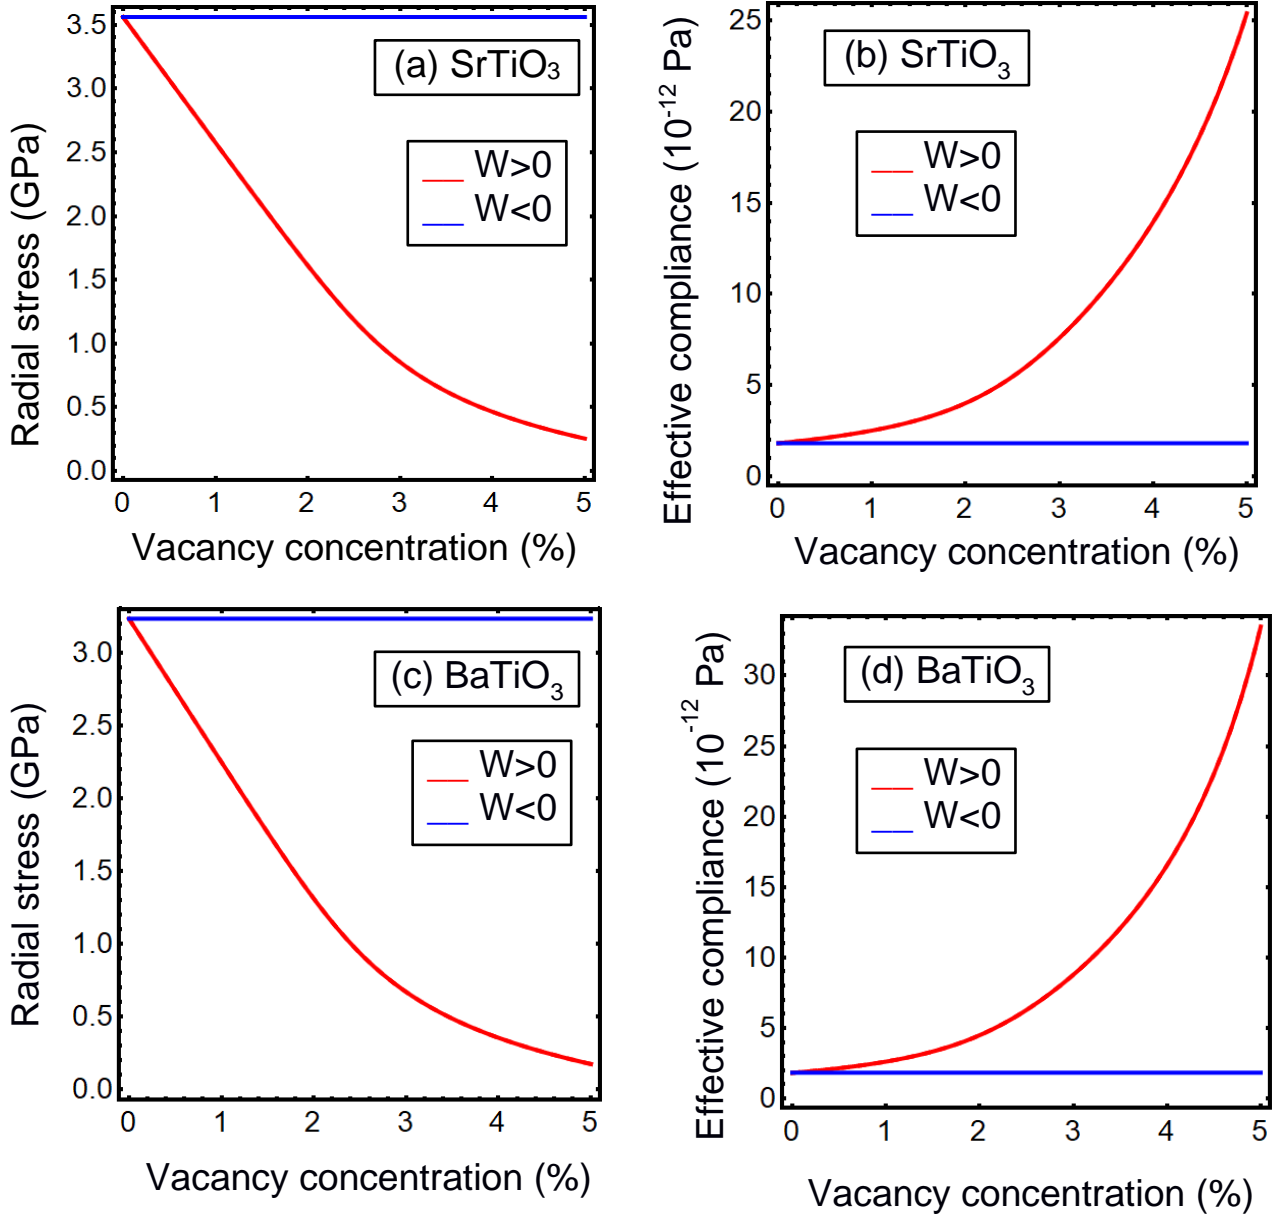 Radial stress (GPa)
3.5
3.0
2.5
2.0
1.5
1.0
0.5
0.0
(a) SrTiO₃
W>0
W<0
0 1 2 3 4 5
Vacancy concentration (%)
Effective compliance (10⁻¹² Pa)
25
20
15
10
5
0
(b) SrTiO₃
W>0
W<0
0 1 2 3 4 5
Vacancy concentration (%)
Radial stress (GPa)
3.0
2.5
2.0
1.5
1.0
0.5
0.0
(c) BaTiO₃
W>0
W<0
0 1 2 3 4 5
Vacancy concentration (%)
Effective compliance (10⁻¹² Pa)
30
25
20
15
10
5
0
(d) BaTiO₃
W>0
W<0
0 1 2 3 4 5
Vacancy concentration (%)